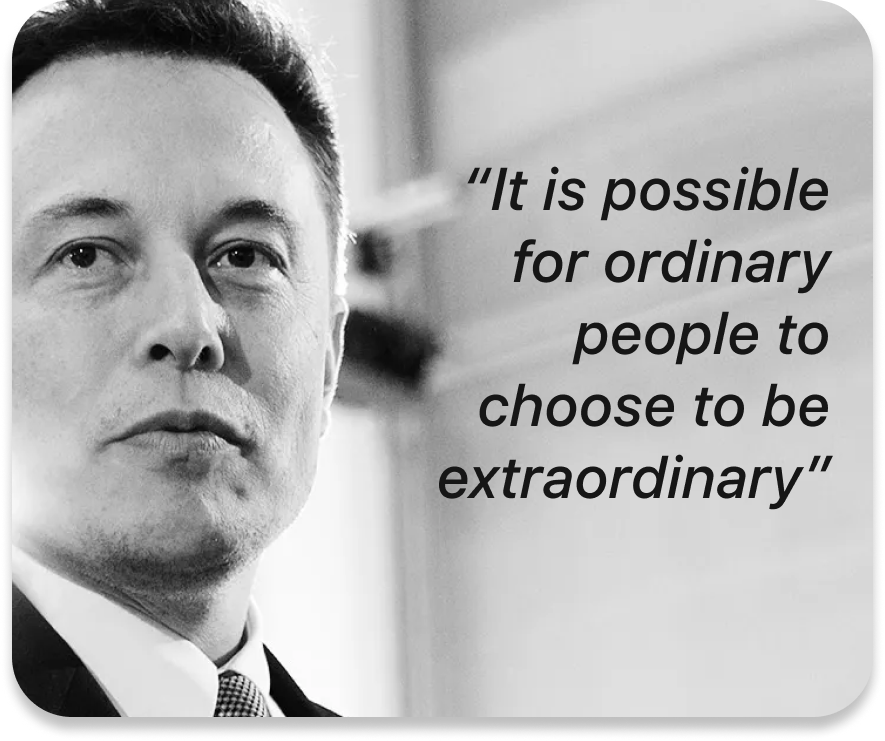 “It is possible
for ordinary
people to
choose to be
extraordinary”